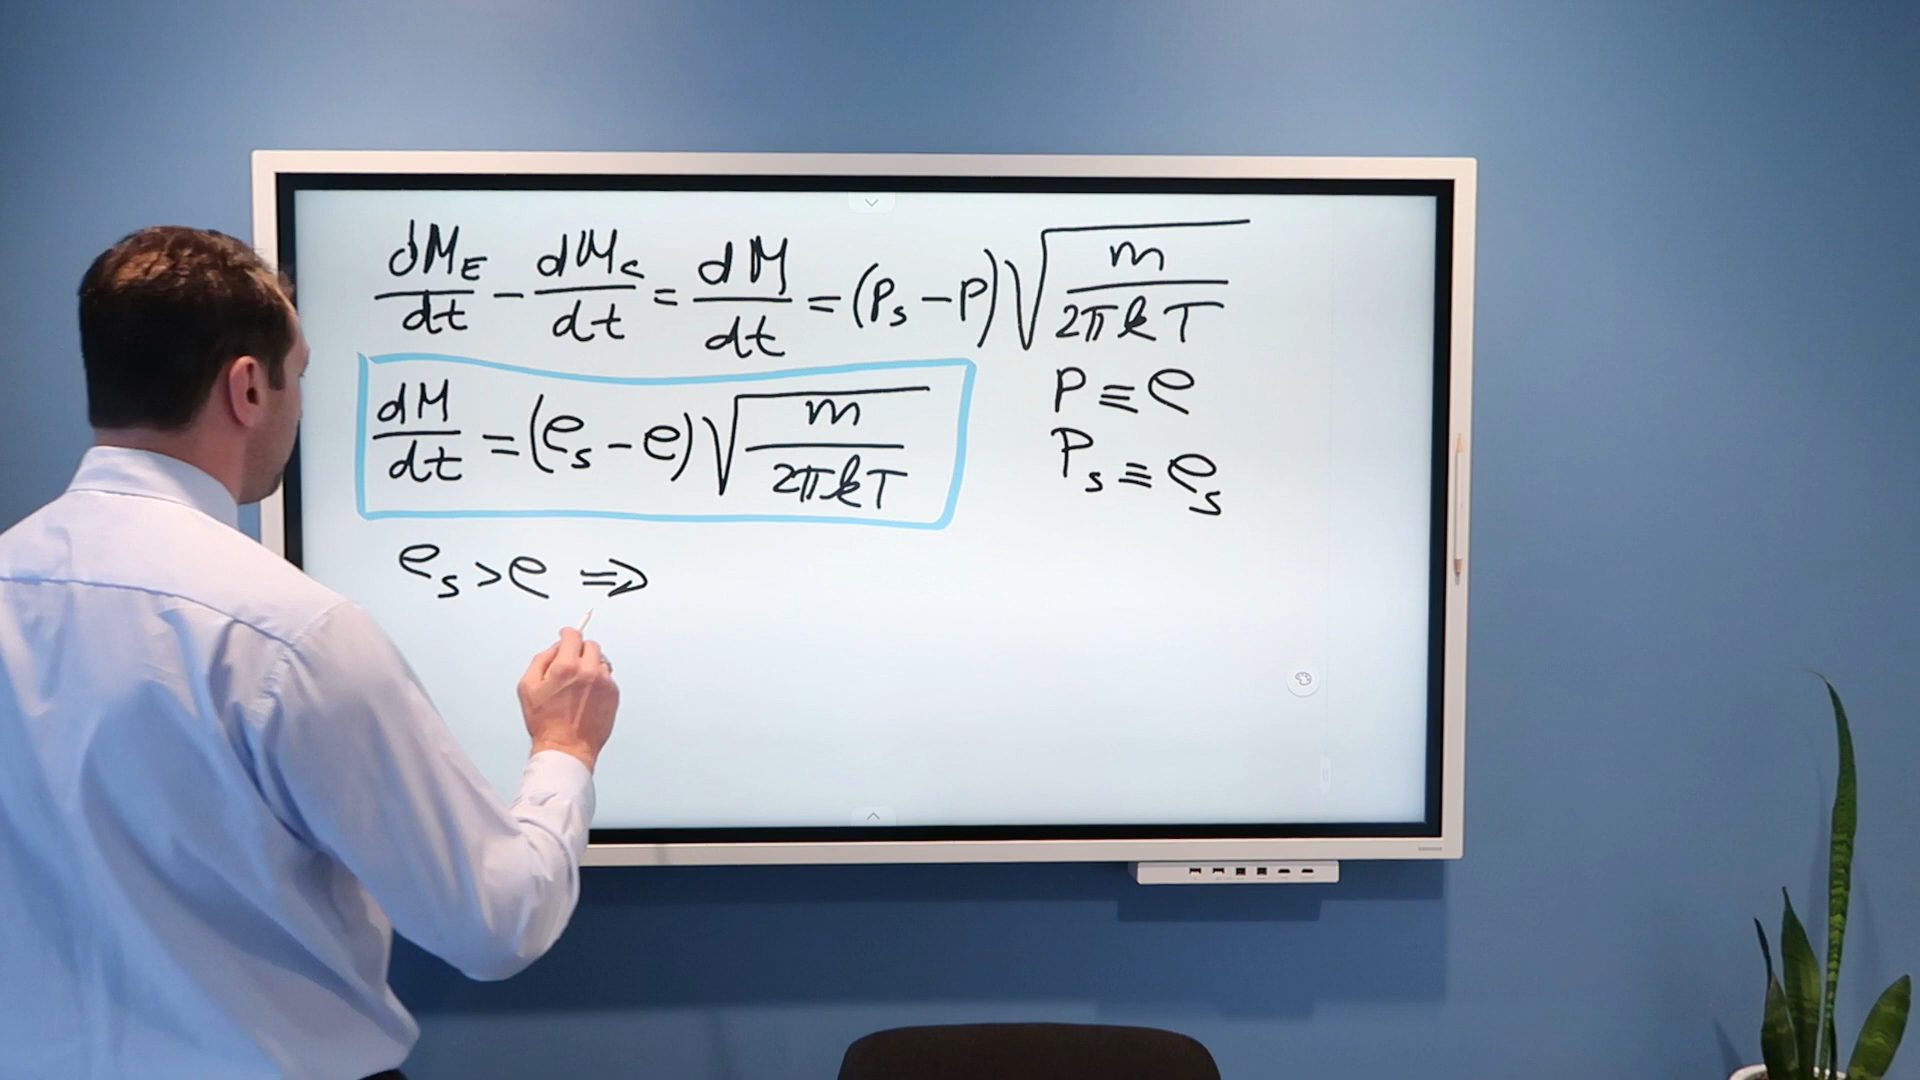 dM_E/dt − dM_c/dt = dM/dt = (P_s − P)√(m/2πkT)
P ≡ e
dM/dt = (e_s − e)√(m/2πkT)
P_s ≡ e_s
e_s > e ⇒